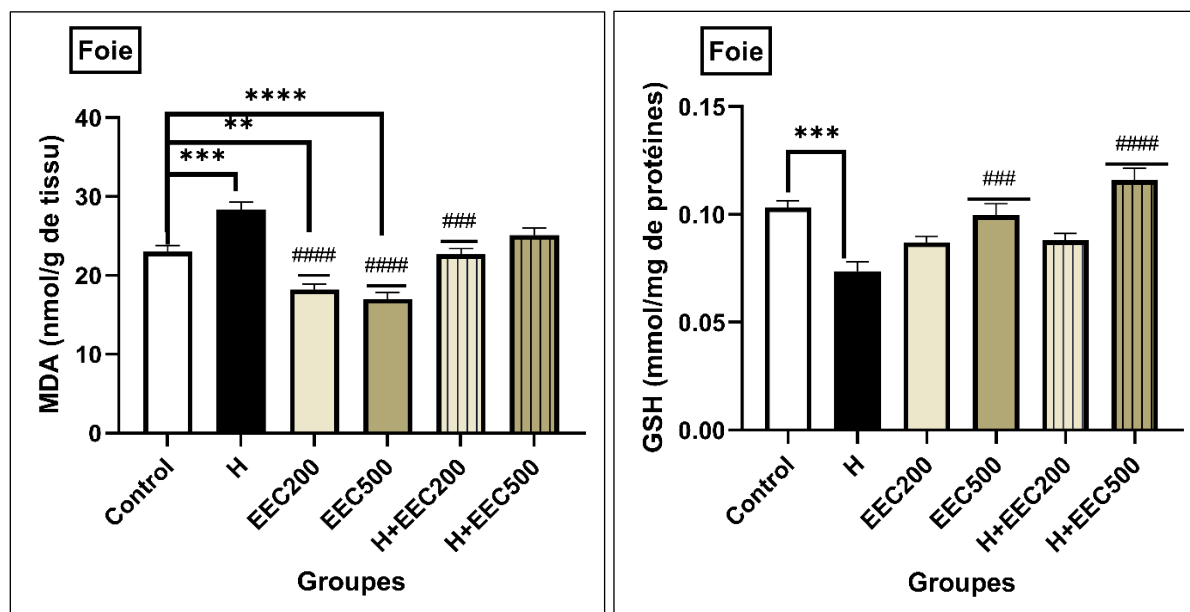 Foie
MDA (nmol/g de tissu)
40
30
20
10
0
****
**
***
####
####
###
Control
H
EEC200
EEC500
H+EEC200
H+EEC500
Groupes
Foie
GSH (mmol/mg de protéines)
0.15
0.10
0.05
0.00
***
###
####
Control
H
EEC200
EEC500
H+EEC200
H+EEC500
Groupes